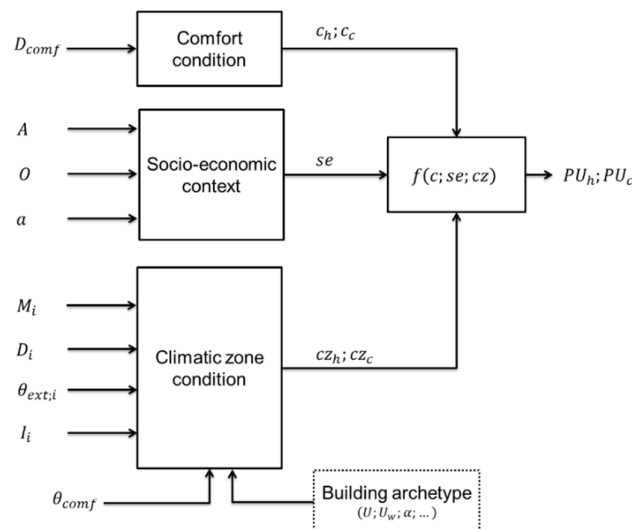 D_comf
Comfort
condition
c_h; c_c
A
O
a
Socio-economic
context
se
f(c; se; cz)
PU_h; PU_c
M_i
D_i
θ_ext;i
I_i
Climatic zone
condition
cz_h; cz_c
θ_comf
Building archetype
(U; U_w; α; …)